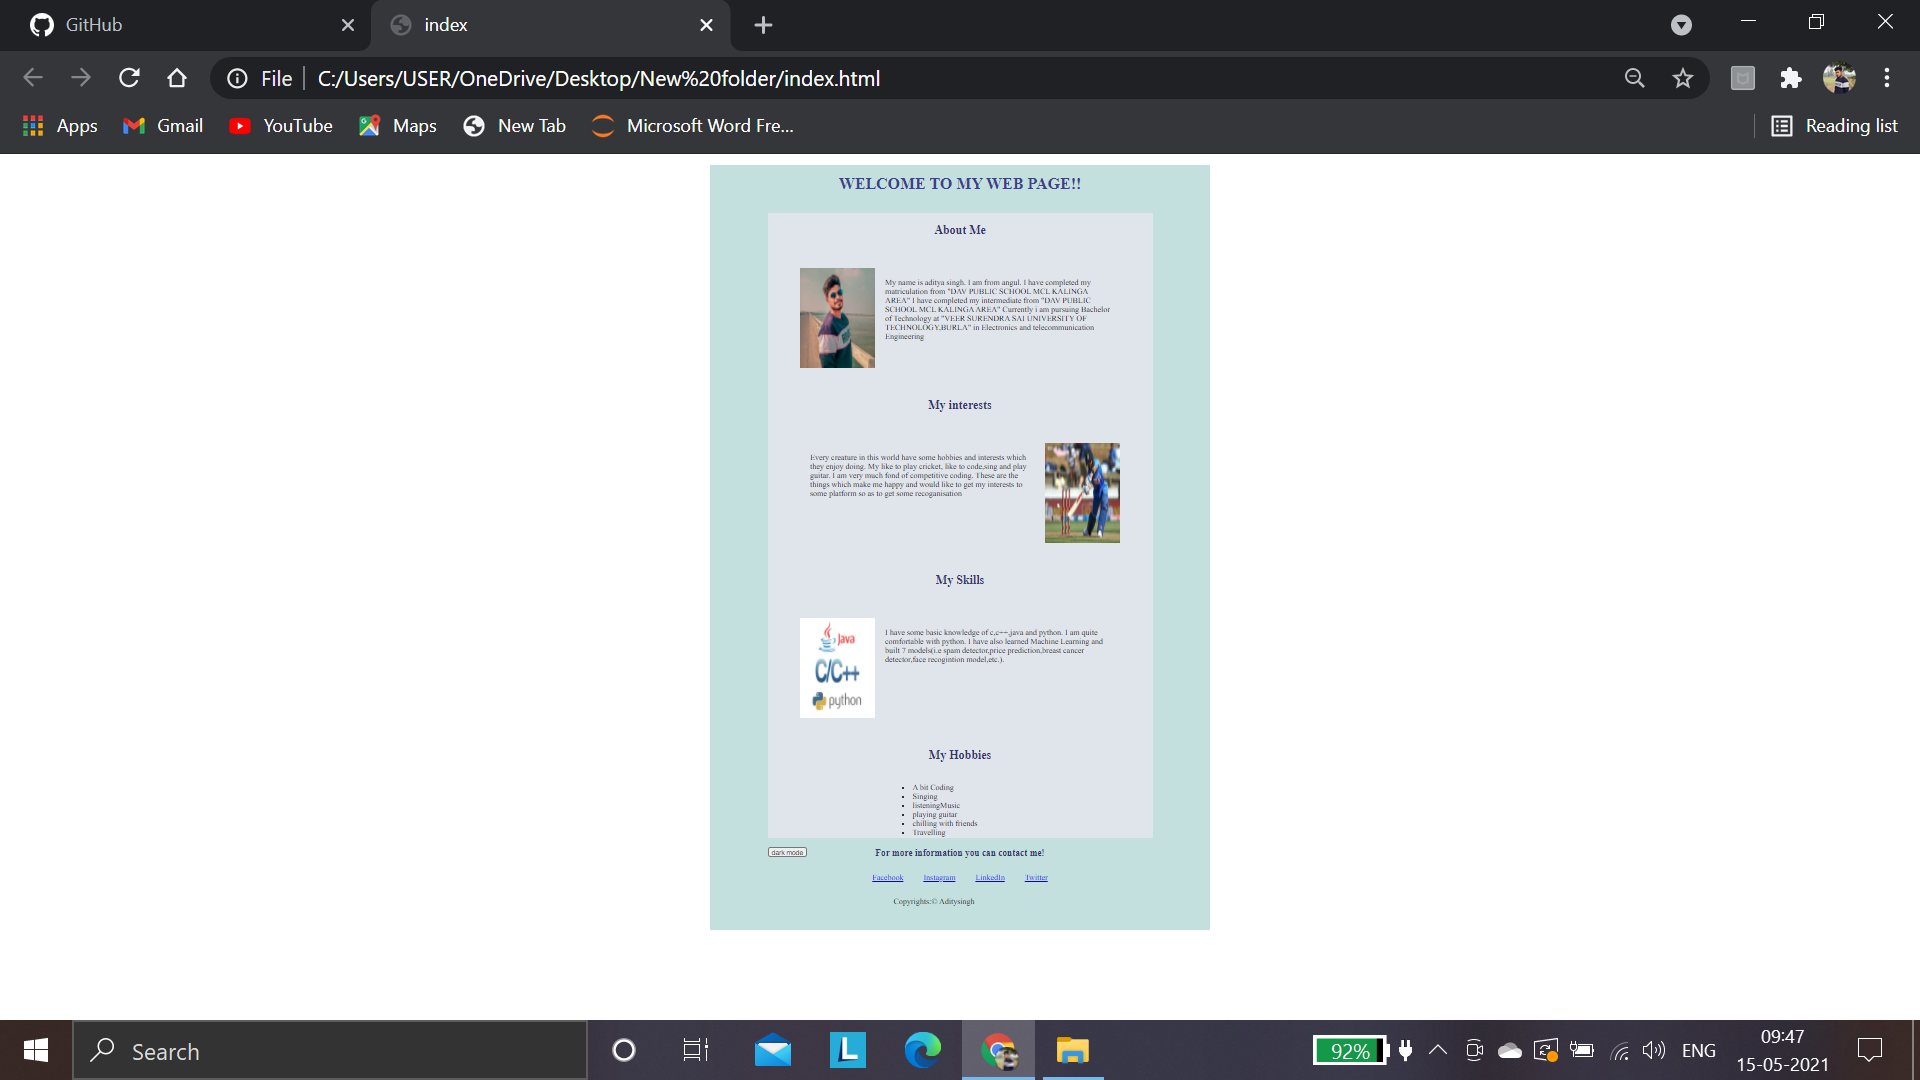 GitHub
index
File
C:/Users/USER/OneDrive/Desktop/New%20folder/index.html
Apps
Gmail
YouTube
Maps
New Tab
Microsoft Word Fre...
Reading list
WELCOME TO MY WEB PAGE!!
About Me
My name is aditya singh. I am from angul. I have completed my
matriculation from "DAV PUBLIC SCHOOL MCL KALINGA
AREA" I have completed my intermediate from "DAV PUBLIC
SCHOOL MCL KALINGA AREA" Currently i am pursuing Bachelor
of Technology at "VEER SURENDRA SAI UNIVERSITY OF
TECHNOLOGY,BURLA" in Electronics and telecommunication
Engineering
My interests
Every creature in this world have some hobbies and interests which
they enjoy doing. My like to play cricket, like to code,sing and play
guitar. I am very much fond of competitive coding. These are the
things which make me happy and would like to get my interests to
some platform so as to get some recoganisation
My Skills
Java
C/C++
python
I have some basic knowledge of c,c++,java and python. I am quite
comfortable with python. I have also learned Machine Learning and
built 7 models(i.e spam detector,price prediction,breast cancer
detector,face recogintion model,etc.).
My Hobbies
A bit Coding
Singing
listeningMusic
playing guitar
chilling with friends
Travelling
dark mode
For more information you can contact me!
Facebook
Instagram
LinkedIn
Twitter
Copyrights:© Aditysingh
Search
L
92%
ENG
09:47
15-05-2021